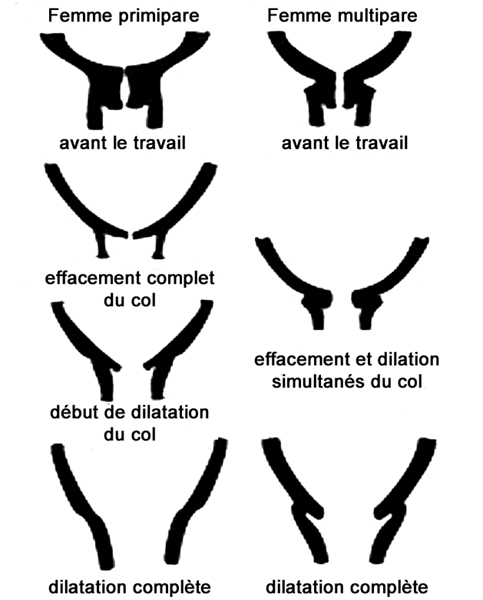 Femme primipare
avant le travail
effacement complet
du col
début de dilatation
du col
dilatation complète
Femme multipare
avant le travail
effacement et dilation
simultanés du col
dilatation complète